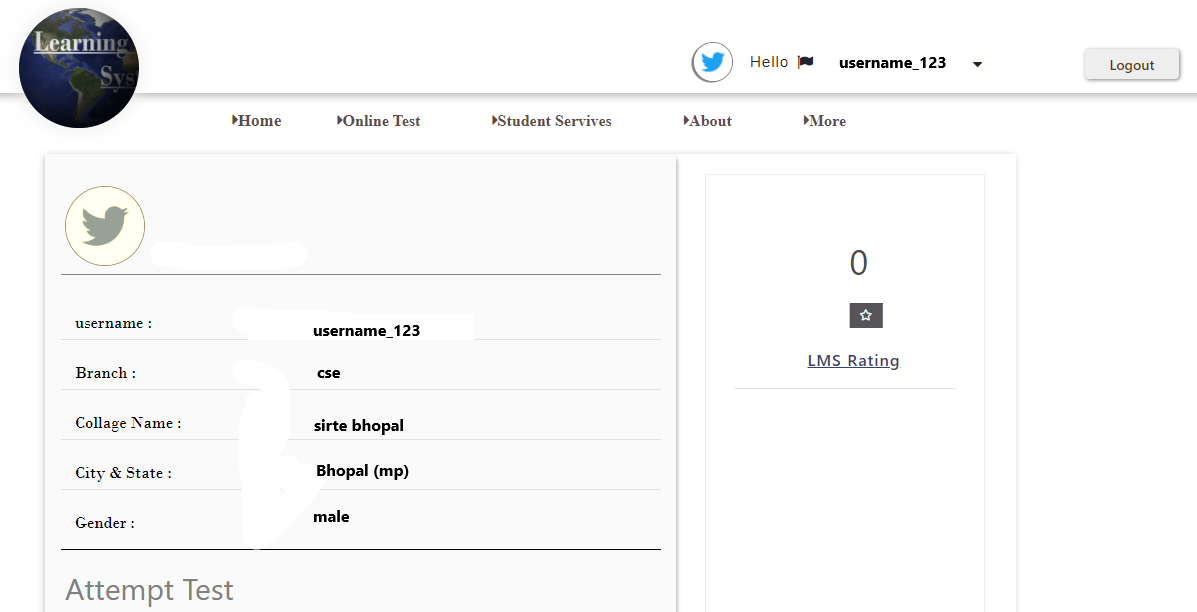 Learning
Sys
Hello username_123
Logout
Home Online Test Student Servives About More
username : username_123
Branch : cse
Collage Name : sirte bhopal
City & State : Bhopal (mp)
Gender : male
Attempt Test
0
LMS Rating